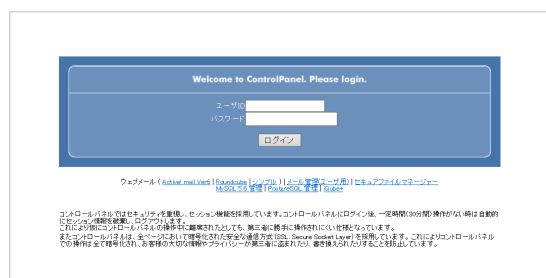 Welcome to ControlPanel. Please login.
ユーザID
パスワード
ログイン
ウェブメール ( Active! mail Ver6 | Roundcube | シンプル ) | メール管理(ユーザ用) | セキュアファイルマネージャー
MySQL 5.6 管理 | PostgreSQL 管理 | iQube+
コントロールパネルではセキュリティを重視し、セッション機能を採用しています。コントロールパネルにログイン後、一定時間(30分間)操作がない時は自動的
にセッション情報を破棄し、ログアウトします。
これにより仮にコントロールパネルの操作中に離席されたとしても、第三者に勝手に操作されにくい仕様となっています。
またコントロールパネルは、全ページにおいて暗号化された安全な通信方式 (SSL: Secure Socket Layer) を採用しています。これによりコントロールパネル
での操作は全て暗号化され、お客様の大切な情報やプライバシーが第三者に盗まれたり、書き換えられたりすることを防止しています。